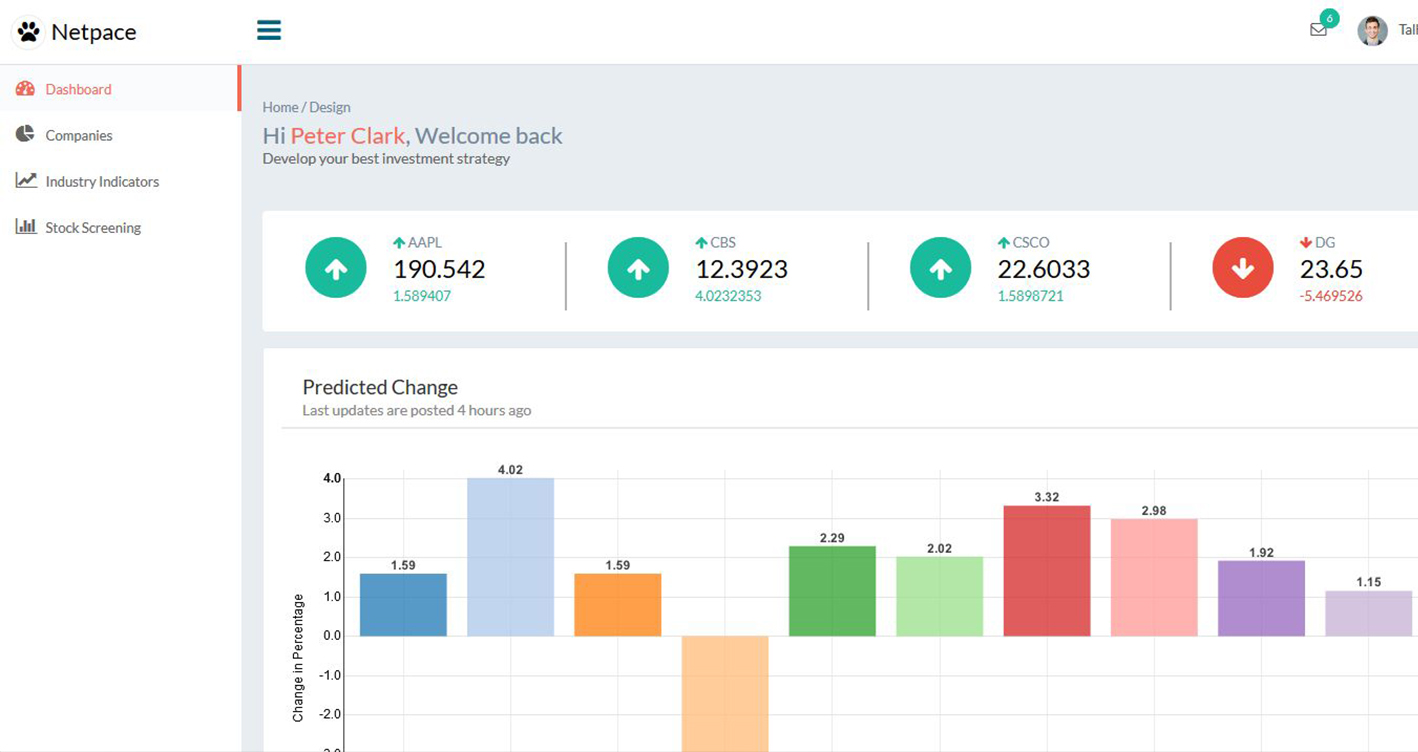 Netpace
6
Dashboard
Companies
Industry Indicators
Stock Screening
Home / Design
Hi Peter Clark, Welcome back
Develop your best investment strategy
AAPL
190.542
1.589407
CBS
12.3923
4.0232353
CSCO
22.6033
1.5898721
DG
23.65
-5.469526
Predicted Change
Last updates are posted 4 hours ago
Change in Percentage
4.0
3.0
2.0
1.0
0.0
-1.0
-2.0
1.59
4.02
1.59
2.29
2.02
3.32
2.98
1.92
1.15